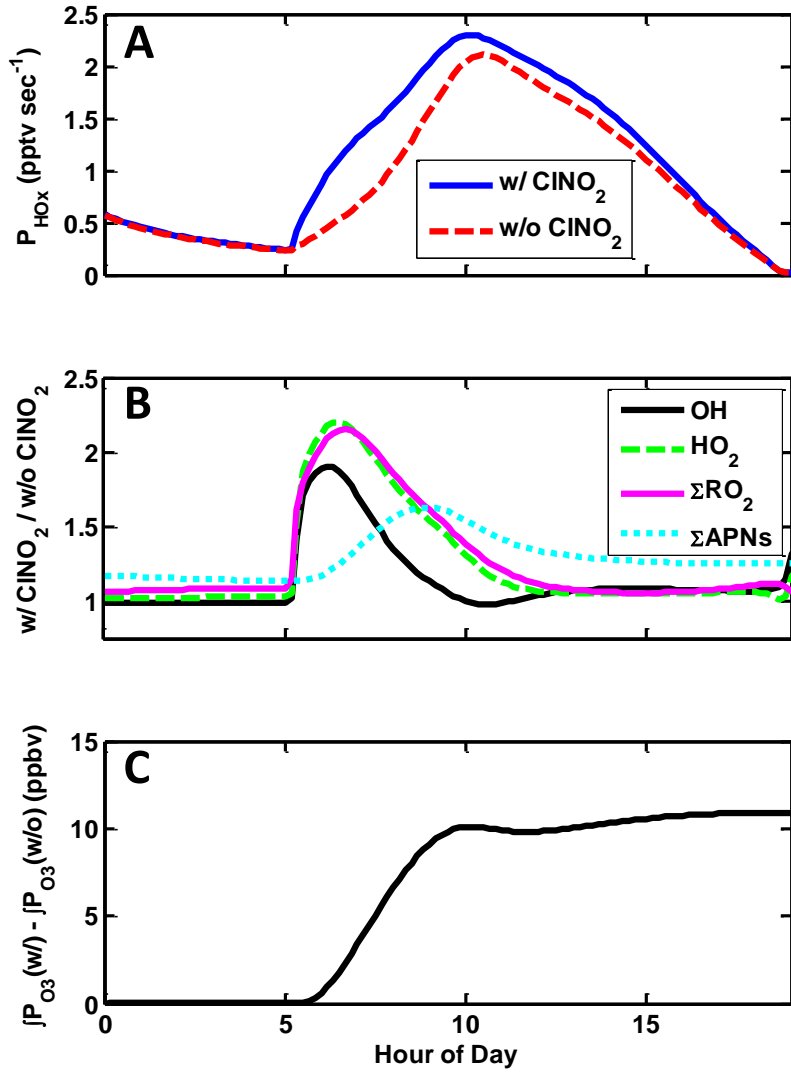 A
P_HOx (pptv sec⁻¹)
2.5
2
1.5
1
0.5
0
w/ ClNO₂
w/o ClNO₂
B
w/ ClNO₂ / w/o ClNO₂
2.5
2
1.5
1
OH
HO₂
ΣRO₂
ΣAPNs
C
∫P_O3(w/) - ∫P_O3(w/o) (ppbv)
15
10
5
0
0 5 10 15
Hour of Day